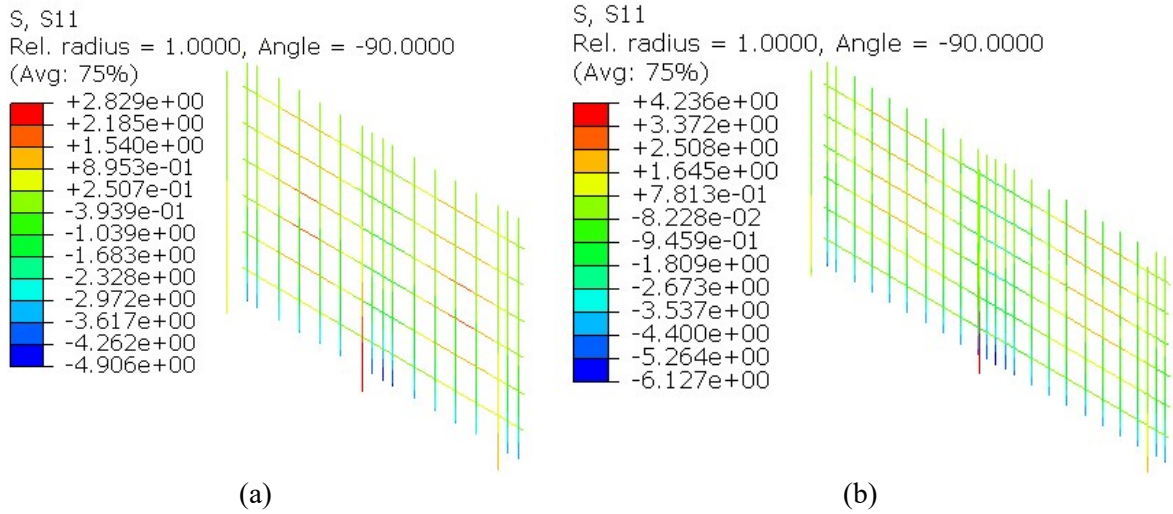 S, S11
Rel. radius = 1.0000, Angle = -90.0000
(Avg: 75%)
+2.829e+00
+2.185e+00
+1.540e+00
+8.953e-01
+2.507e-01
-3.939e-01
-1.039e+00
-1.683e+00
-2.328e+00
-2.972e+00
-3.617e+00
-4.262e+00
-4.906e+00
(a)
S, S11
Rel. radius = 1.0000, Angle = -90.0000
(Avg: 75%)
+4.236e+00
+3.372e+00
+2.508e+00
+1.645e+00
+7.813e-01
-8.228e-02
-9.459e-01
-1.809e+00
-2.673e+00
-3.537e+00
-4.400e+00
-5.264e+00
-6.127e+00
(b)